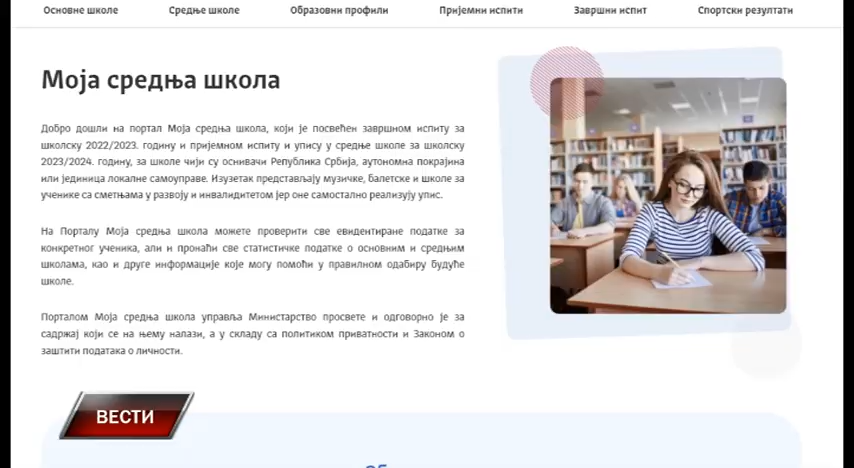 Основне школе Средње школе Образовни профили Пријемни испити Завршни испит Спортски резултати
Моја средња школа
Добро дошли на портал Моја средња школа, који је посвећен завршном испиту за
школску 2022/2023. годину и пријемном испиту и упису у средње школе за школску
2023/2024. годину, за школе чији су оснивачи Република Србија, аутономна покрајина
или јединица локалне самоуправе. Изузетак представљају музичке, балетске и школе за
ученике са сметњама у развоју и инвалидитетом јер оне самостално реализују упис.
На Порталу Моја средња школа можете проверити све евидентиране податке за
конкретног ученика, али и пронаћи све статистичке податке о основним и средњим
школама, као и друге информације које могу помоћи у правилном одабиру будуће
школе.
Порталом Моја средња школа управља Министарство просвете и одговорно је за
садржај који се на њему налази, а у складу са политиком приватности и Законом о
заштити података о личности.
ВЕСТИ